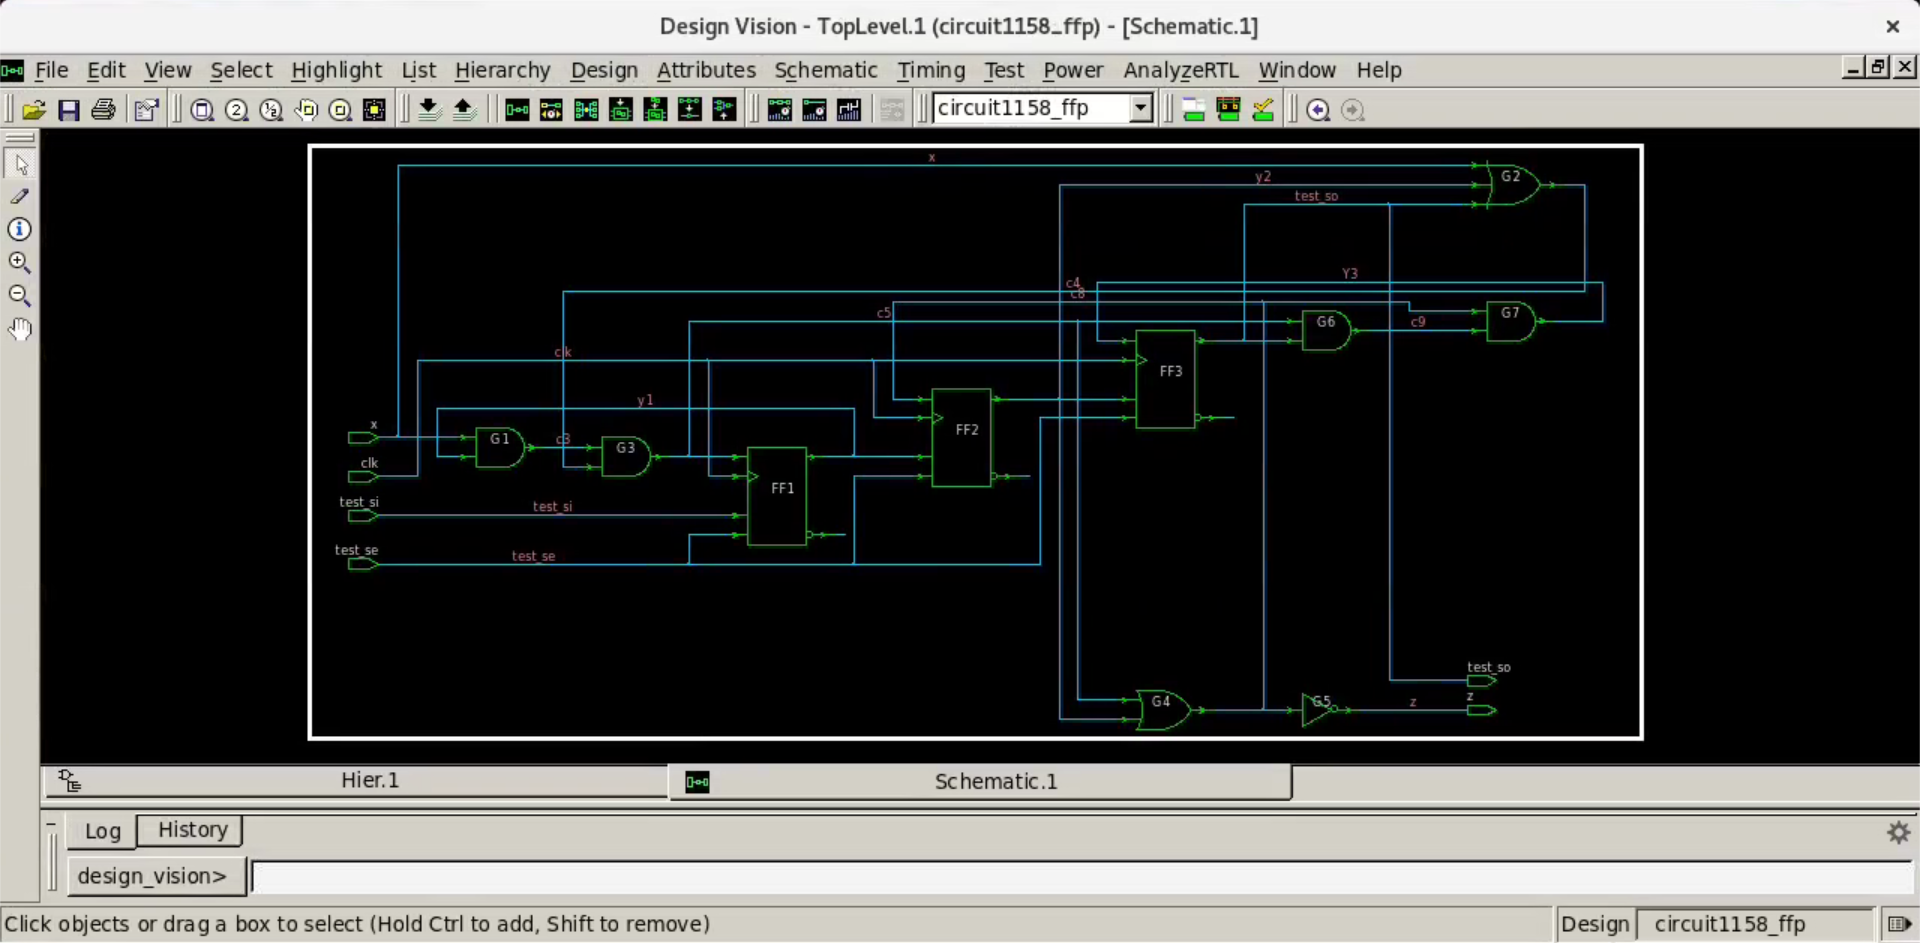 Design Vision - TopLevel.1 (circuit1158_ffp) - [Schematic.1]
File Edit View Select Highlight List Hierarchy Design Attributes Schematic Timing Test Power AnalyzeRTL Window Help
circuit1158_ffp
x
G2
y2
test_so
Y3
c4
c8
c5
G6
c9
G7
clk
FF3
y1
x
G1
c3
G3
FF2
clk
FF1
test_si
test_si
test_se
test_se
test_so
G4
G5
z
z
Hier.1
Schematic.1
Log
History
design_vision>
Click objects or drag a box to select (Hold Ctrl to add, Shift to remove)
Design circuit1158_ffp